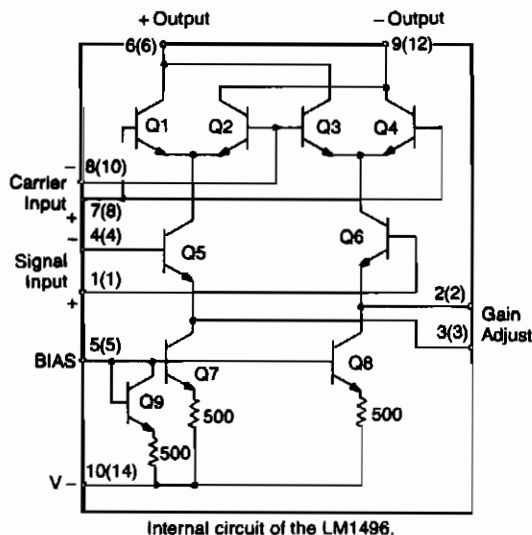 + Output
− Output
6(6)
9(12)
Q1
Q2
Q3
Q4
−
8(10)
Carrier
Input
7(8)
+
−
4(4)
Q5
Q6
Signal
Input
1(1)
+
2(2)
Gain
Adjust
3(3)
5(5)
BIAS
Q7
Q8
Q9
500
500
500
10(14)
V −
Internal circuit of the LM1496.